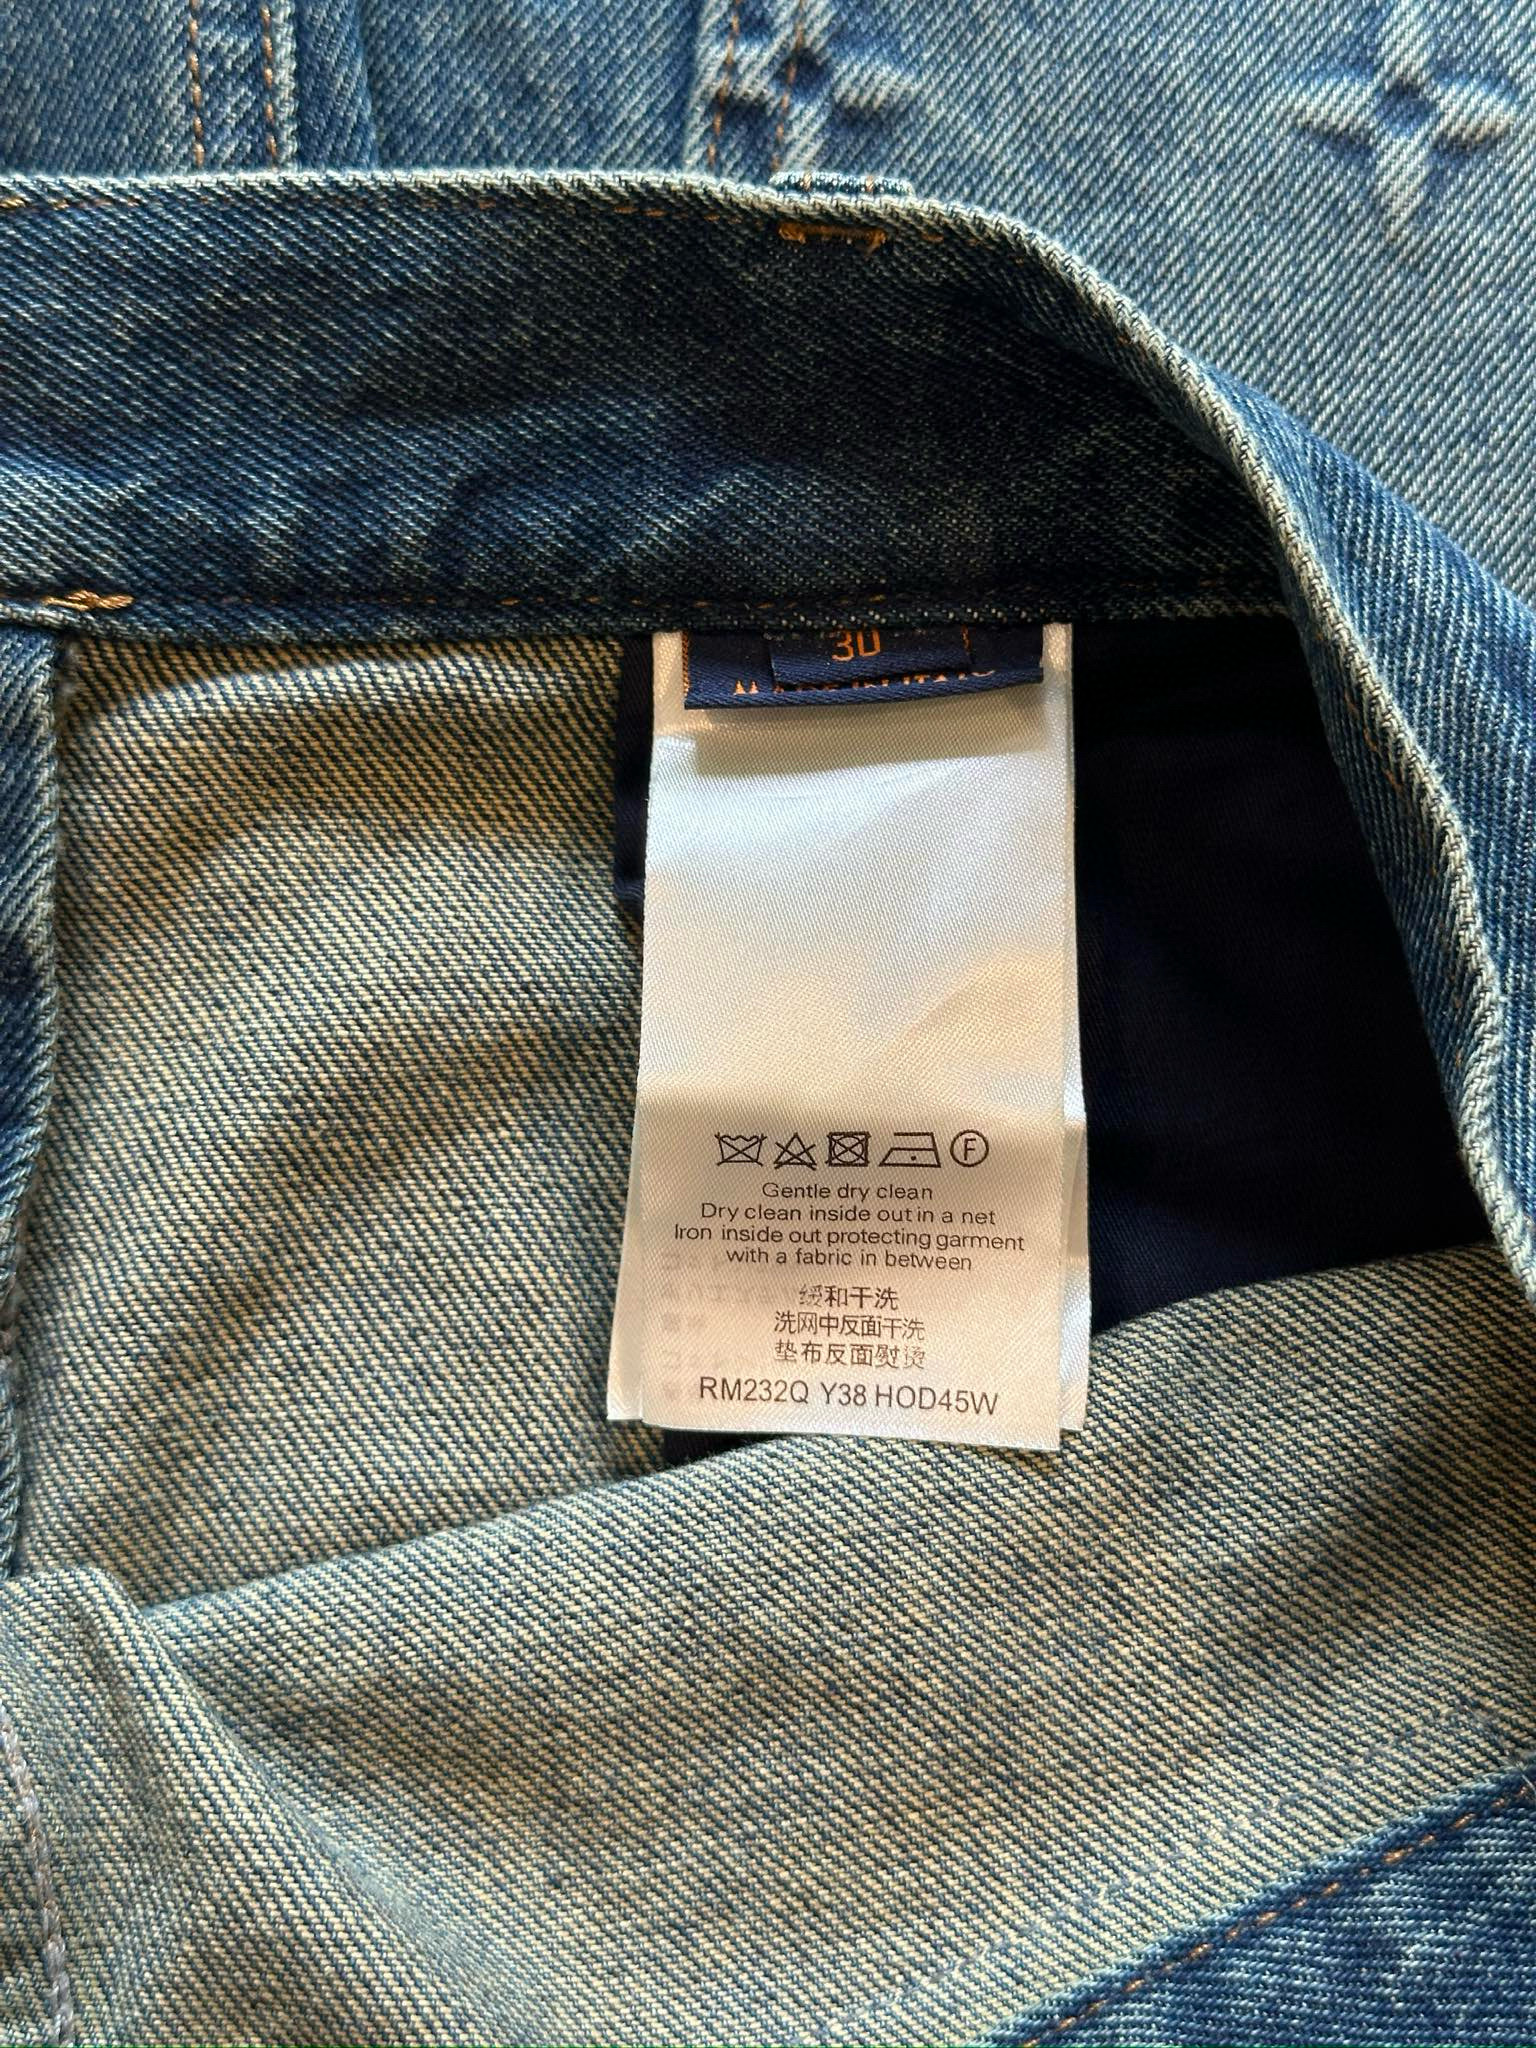 30
F
Gentle dry clean
Dry clean inside out in a net
Iron inside out protecting garment
with a fabric in between
缓和干洗
洗网中反面干洗
垫布反面熨烫
RM232Q Y38 HOD45W